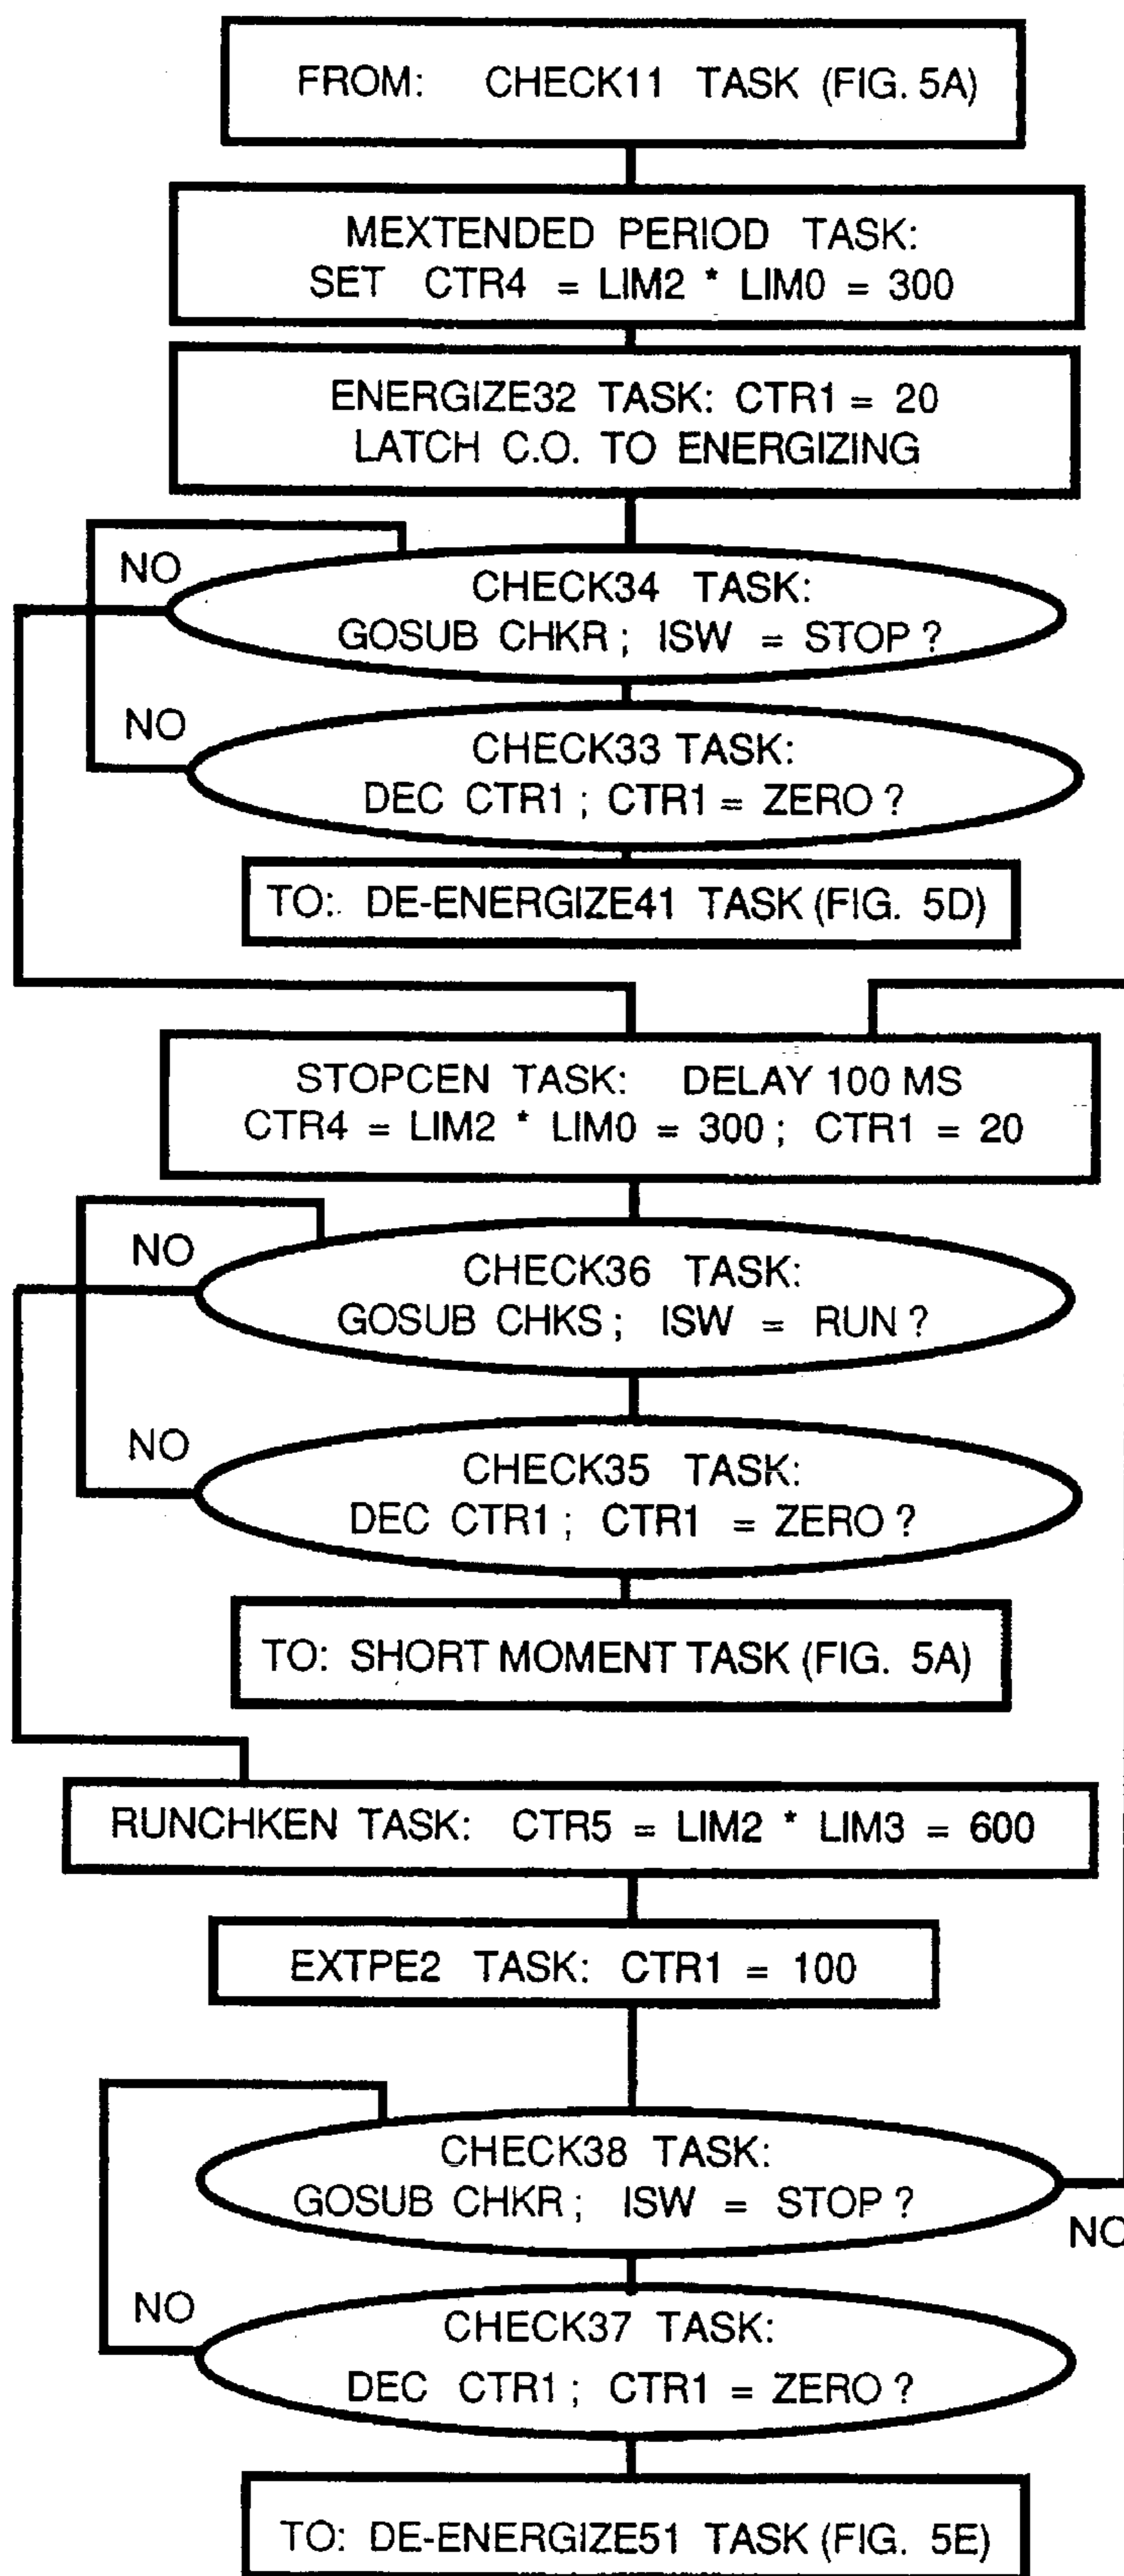 FROM: CHECK11 TASK (FIG. 5A)
MEXTENDED PERIOD TASK:
SET CTR4 = LIM2 * LIM0 = 300
ENERGIZE32 TASK: CTR1 = 20
LATCH C.O. TO ENERGIZING
NO
CHECK34 TASK:
GOSUB CHKR ; ISW = STOP ?
NO
CHECK33 TASK:
DEC CTR1 ; CTR1 = ZERO ?
TO: DE-ENERGIZE41 TASK (FIG. 5D)
STOPCEN TASK: DELAY 100 MS
CTR4 = LIM2 * LIM0 = 300 ; CTR1 = 20
NO
CHECK36 TASK:
GOSUB CHKS ; ISW = RUN ?
NO
CHECK35 TASK:
DEC CTR1 ; CTR1 = ZERO ?
TO: SHORT MOMENT TASK (FIG. 5A)
RUNCHKEN TASK: CTR5 = LIM2 * LIM3 = 600
EXTPE2 TASK: CTR1 = 100
CHECK38 TASK:
GOSUB CHKR ; ISW = STOP ?
NO
NO
CHECK37 TASK:
DEC CTR1 ; CTR1 = ZERO ?
TO: DE-ENERGIZE51 TASK (FIG. 5E)